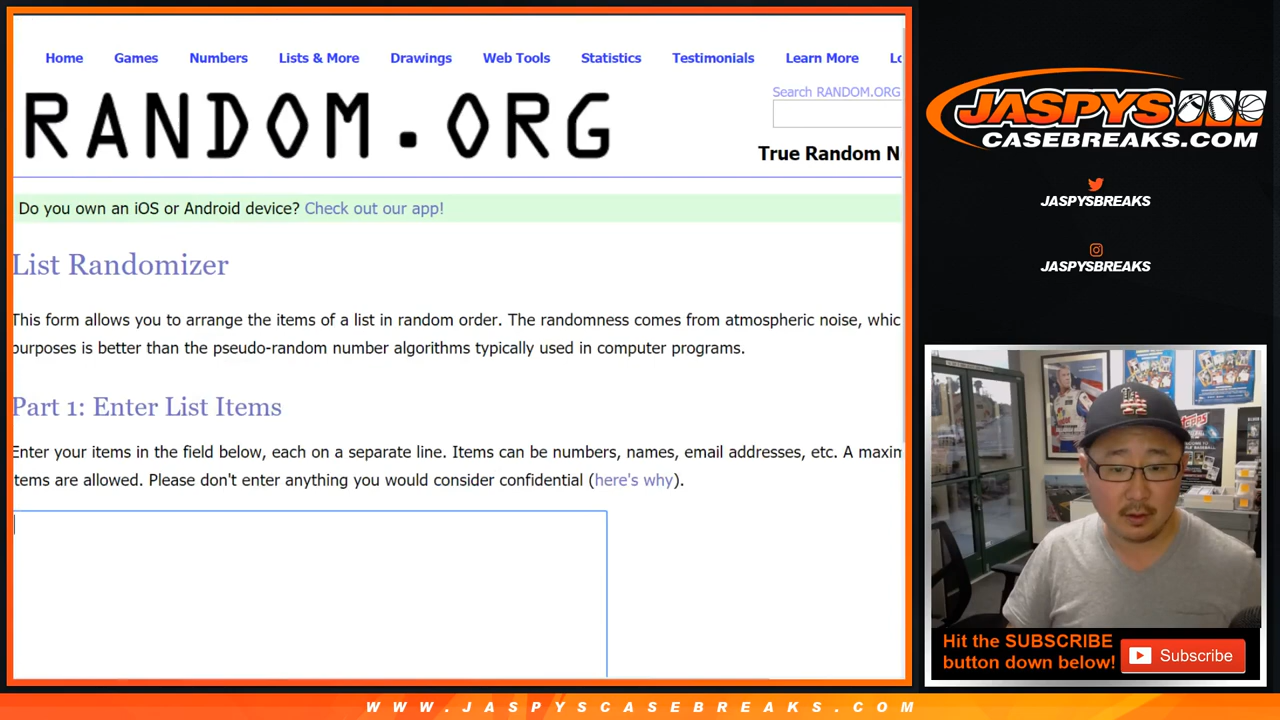 Home Games Numbers Lists & More Drawings Web Tools Statistics Testimonials Learn More Lo
Search RANDOM.ORG
RANDOM.ORG
True Random N
Do you own an iOS or Android device? Check out our app!
List Randomizer
This form allows you to arrange the items of a list in random order. The randomness comes from atmospheric noise, whic
purposes is better than the pseudo-random number algorithms typically used in computer programs.
Part 1: Enter List Items
Enter your items in the field below, each on a separate line. Items can be numbers, names, email addresses, etc. A maxim
tems are allowed. Please don't enter anything you would consider confidential (here's why).
JASPYS
CASEBREAKS.COM
JASPYSBREAKS
JASPYSBREAKS
topps
Hit the SUBSCRIBE
button down below!
Subscribe
WWW.JASPYSCASEBREAKS.COM